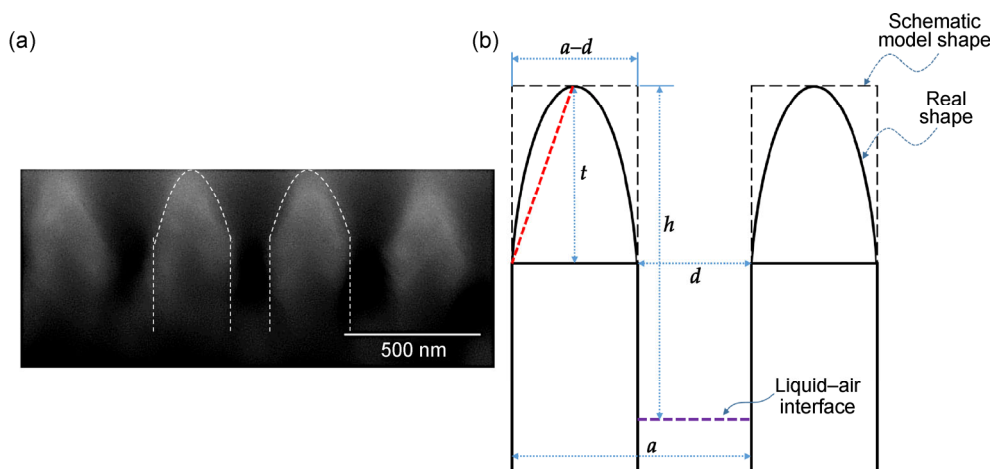 (a)
500 nm
(b)
a–d
Schematic
model shape
Real
shape
t
h
d
Liquid–air
interface
a